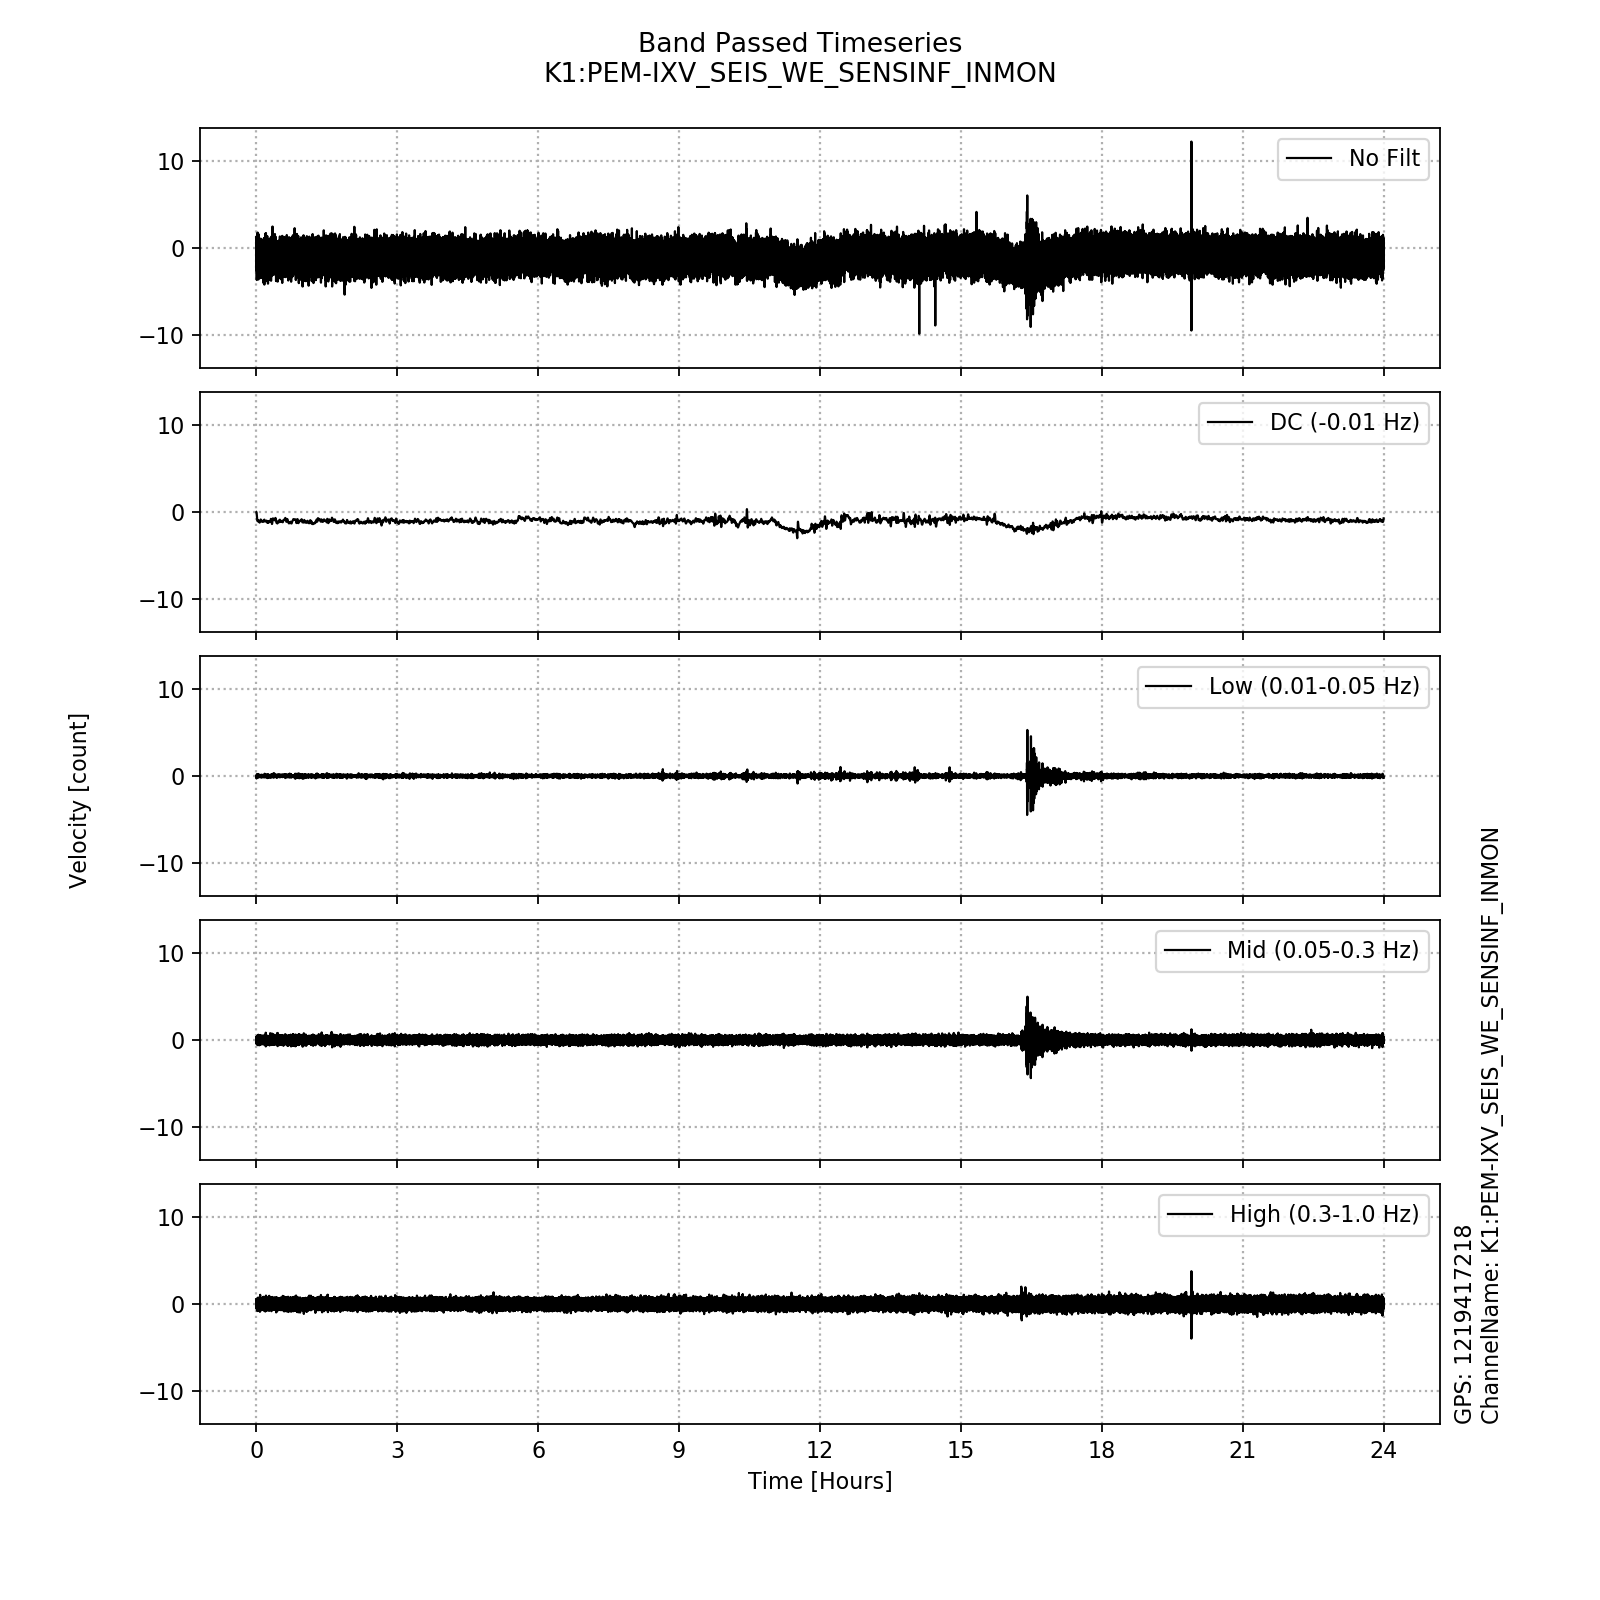 Band Passed Timeseries
K1:PEM-IXV_SEIS_WE_SENSINF_INMON
10
0
−10
No Filt
10
0
−10
DC (-0.01 Hz)
Velocity [count]
10
0
−10
Low (0.01-0.05 Hz)
10
0
−10
Mid (0.05-0.3 Hz)
10
0
−10
High (0.3-1.0 Hz)
0 3 6 9 12 15 18 21 24
Time [Hours]
GPS: 1219417218
ChannelName: K1:PEM-IXV_SEIS_WE_SENSINF_INMON